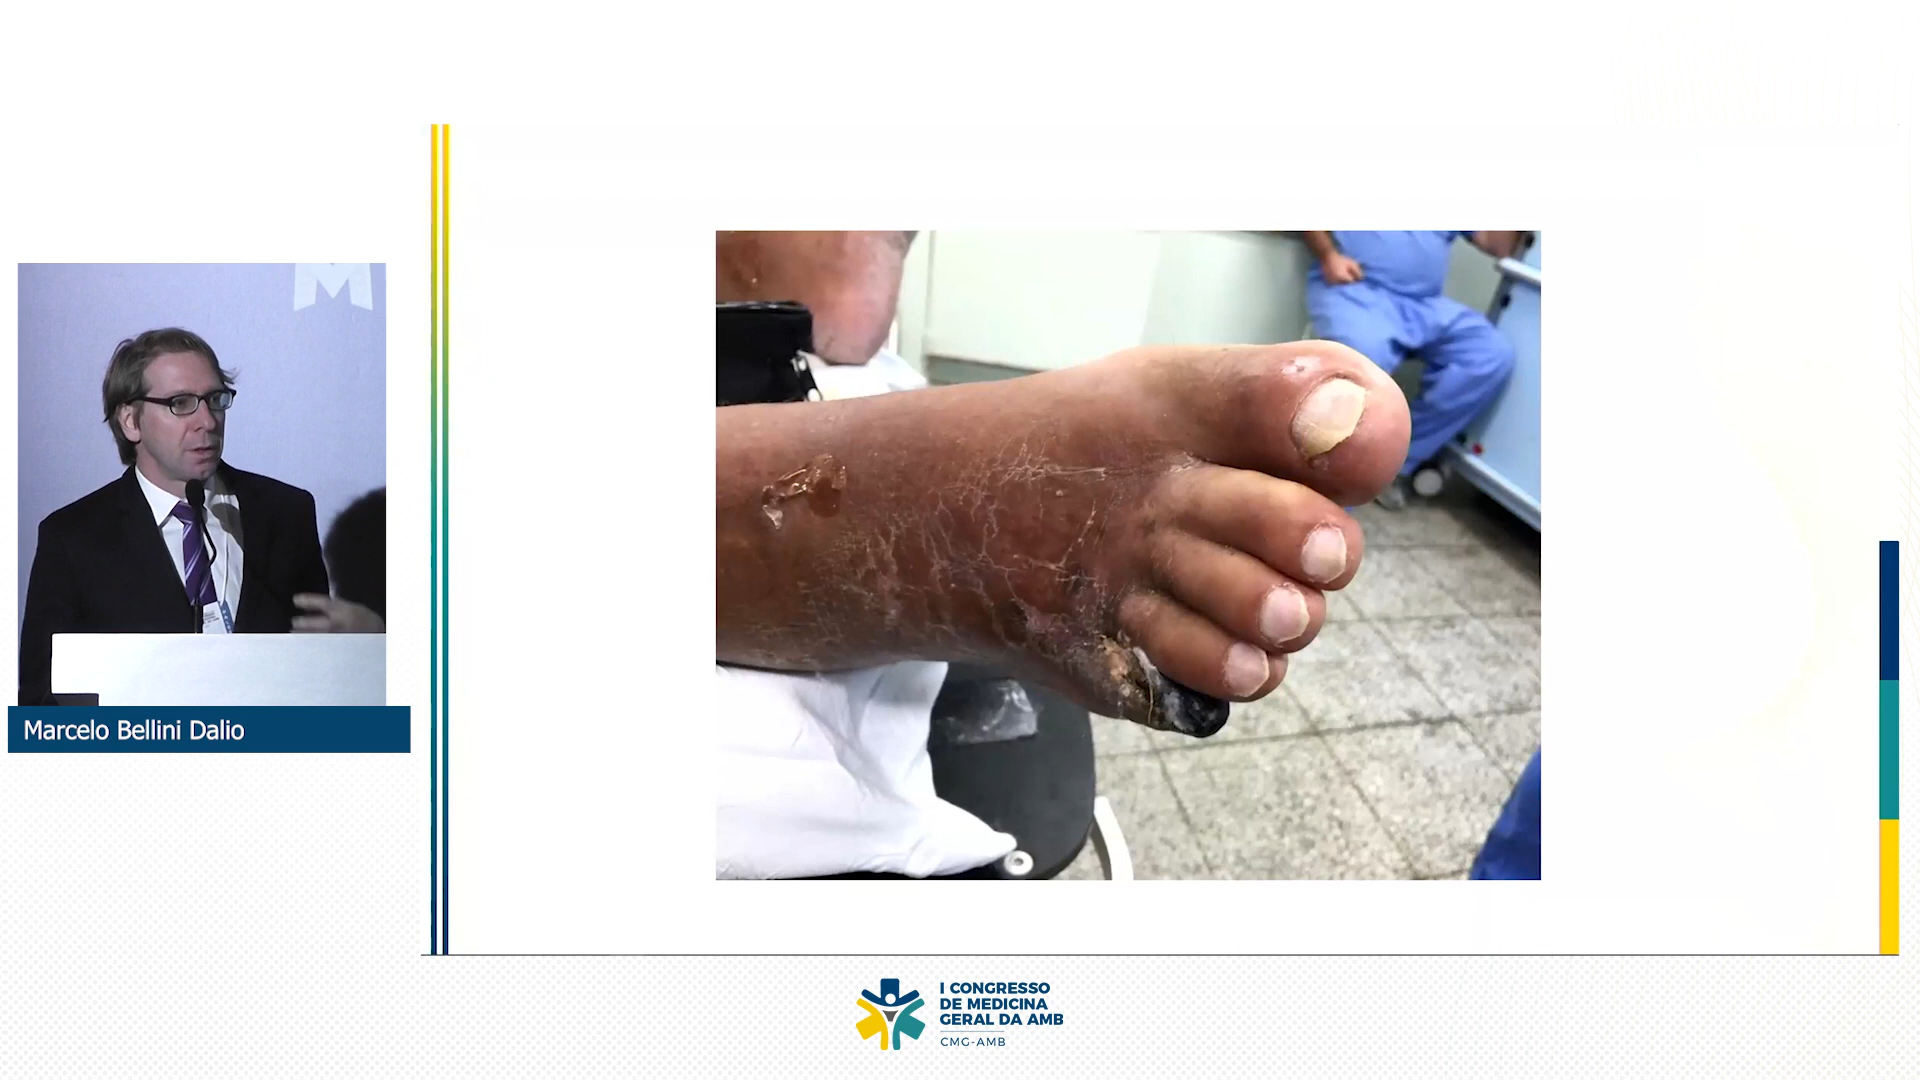 Marcelo Bellini Dalio
I CONGRESSO
DE MEDICINA
GERAL DA AMB
CMG-AMB